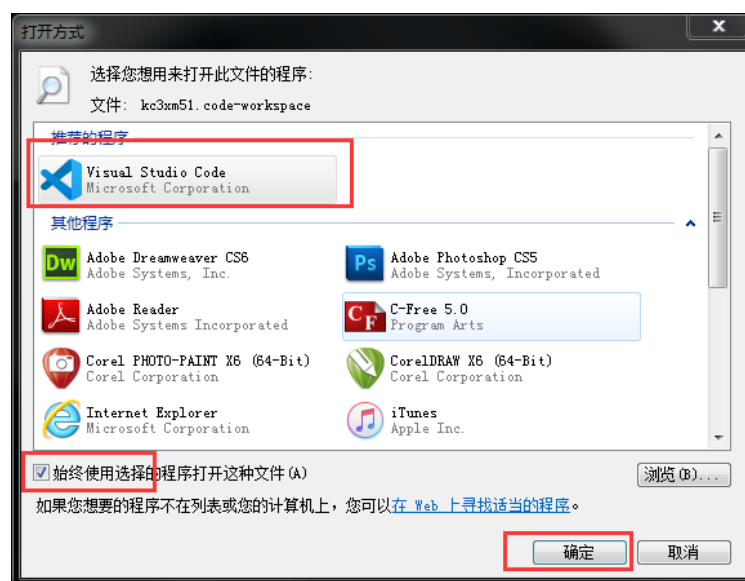 打开方式
选择您想用来打开此文件的程序:
文件: kc3xm51.code-workspace
推荐的程序
Visual Studio Code
Microsoft Corporation
其他程序
Adobe Dreamweaver CS6
Adobe Systems, Inc.
Adobe Photoshop CS5
Adobe Systems, Incorporated
Adobe Reader
Adobe Systems Incorporated
C-Free 5.0
Program Arts
Corel PHOTO-PAINT X6 (64-Bit)
Corel Corporation
CorelDRAW X6 (64-Bit)
Corel Corporation
Internet Explorer
Microsoft Corporation
iTunes
Apple Inc.
始终使用选择的程序打开这种文件(A)
浏览(B)...
如果您想要的程序不在列表或您的计算机上，您可以在 Web 上寻找适当的程序。
确定
取消